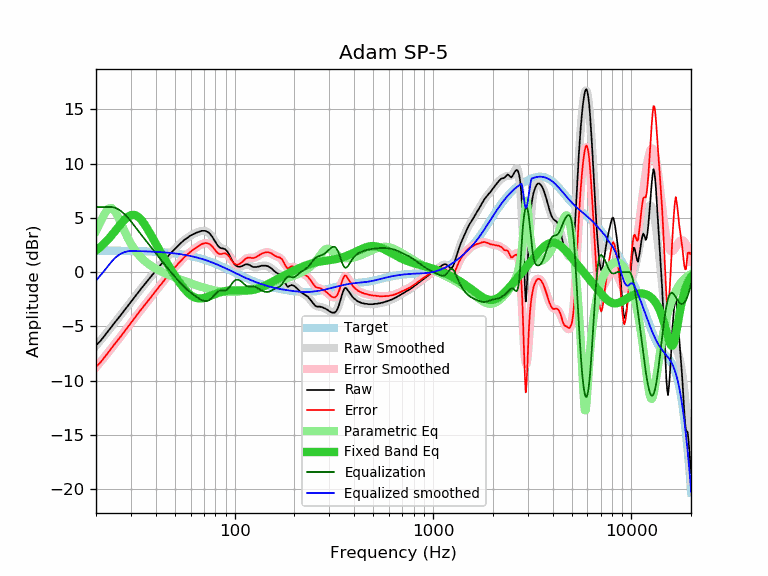 Adam SP-5
15
10
5
0
−5
−10
−15
−20
Amplitude (dBr)
Target
Raw Smoothed
Error Smoothed
Raw
Error
Parametric Eq
Fixed Band Eq
Equalization
Equalized smoothed
100
1000
10000
Frequency (Hz)